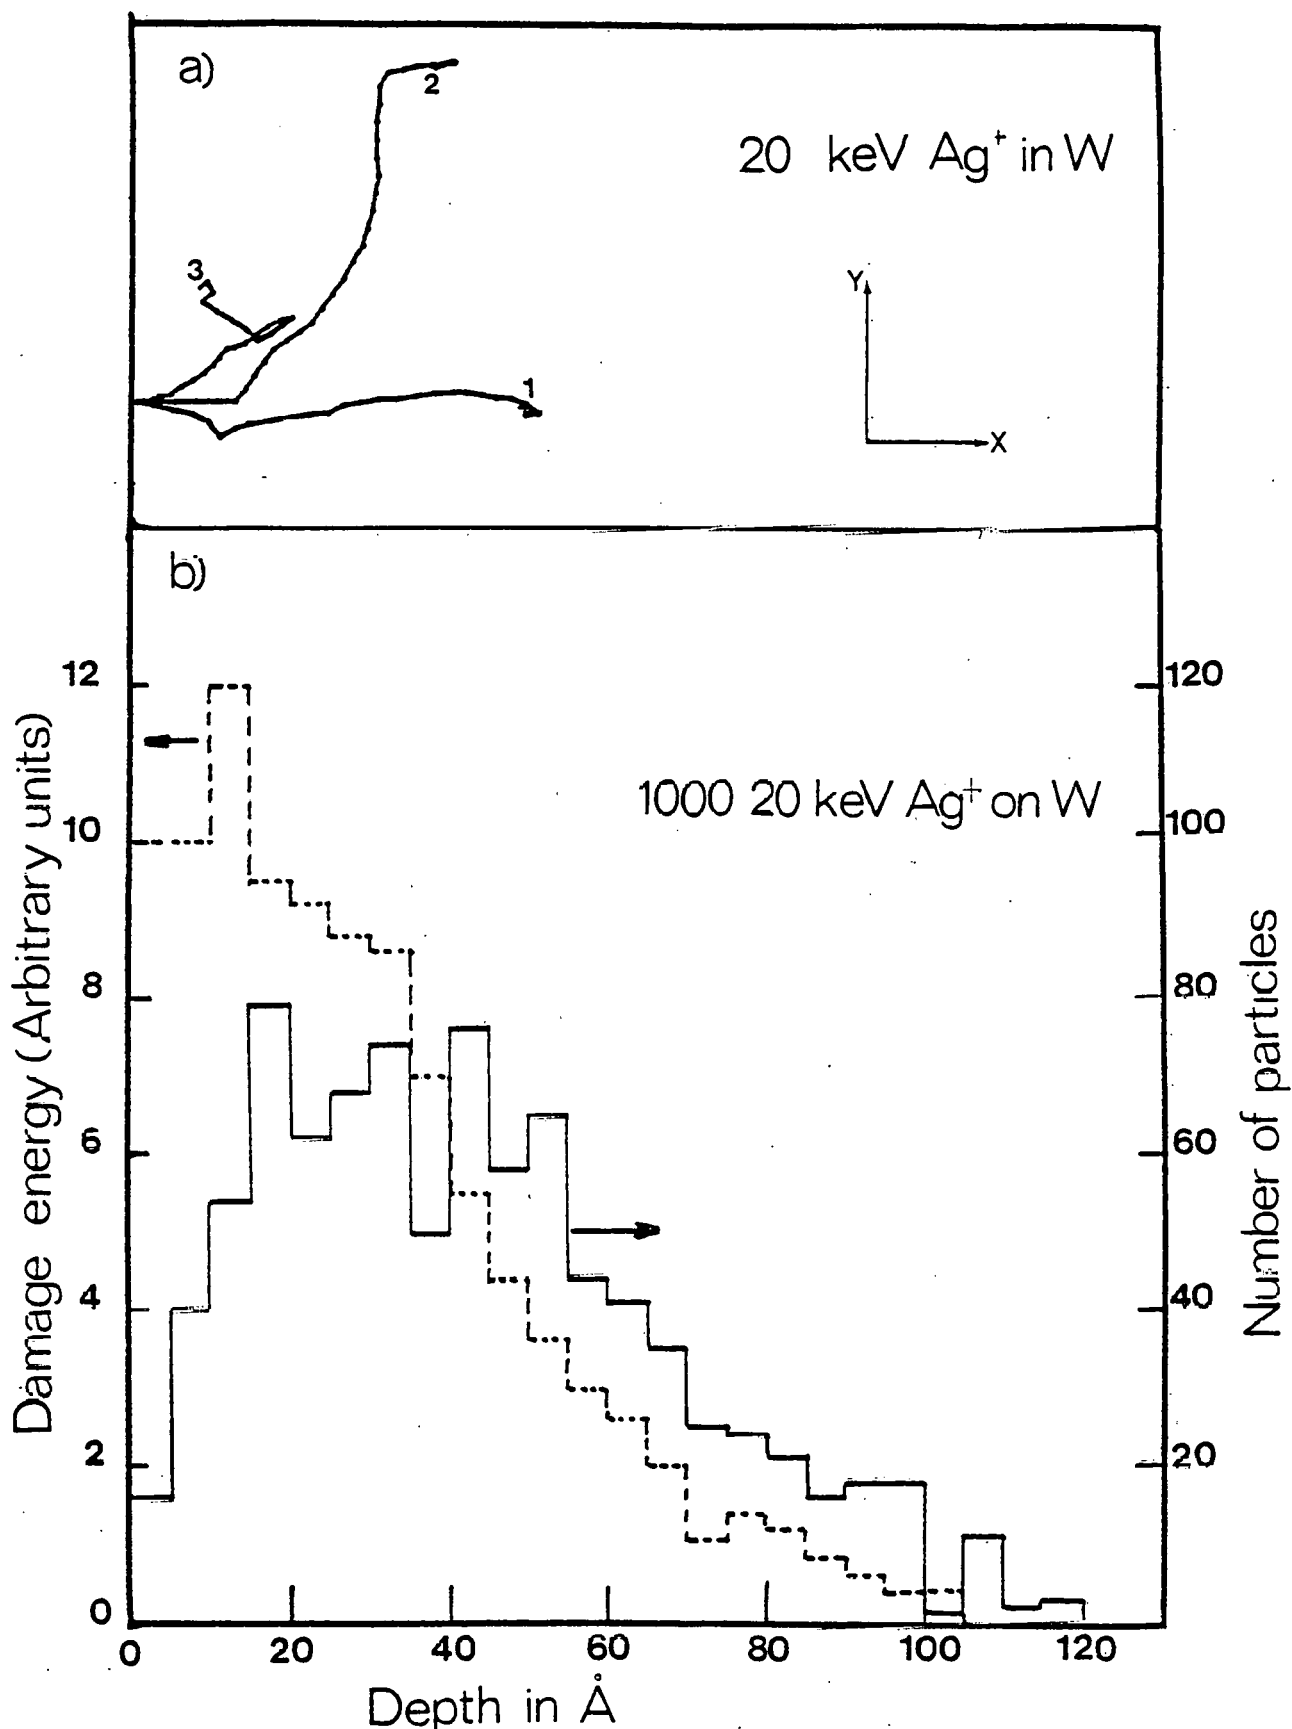 a)
2
20 keV Ag⁺ in W
3
Y
1
X
b)
12
120
1000 20 keV Ag⁺ on W
10
100
8
80
6
60
4
40
2
20
0
0 20 40 60 80 100 120
Damage energy (Arbitrary units)
Number of particles
Depth in Å